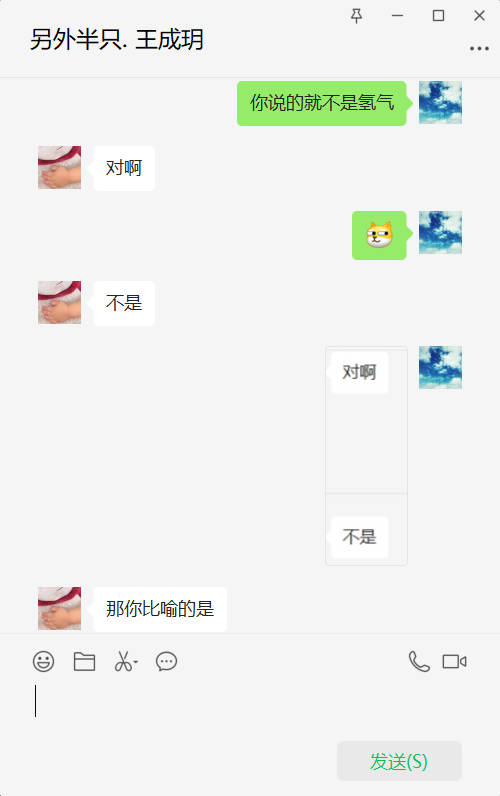 另外半只. 王成玥
你说的就不是氢气
对啊
不是
对啊
不是
那你比喻的是
发送(S)